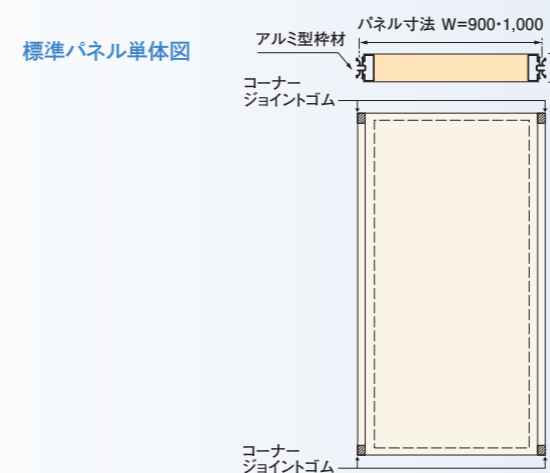 標準パネル単体図
パネル寸法 W=900・1,000
アルミ型枠材
コーナー
ジョイントゴム
コーナー
ジョイントゴム